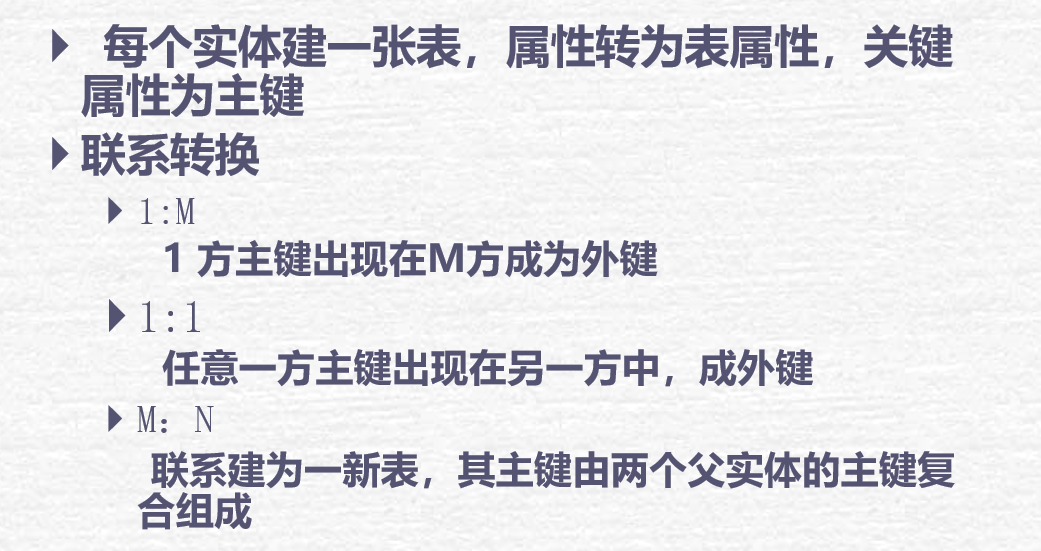 每个实体建一张表，属性转为表属性，关键
属性为主键
联系转换
1:M
1 方主键出现在M方成为外键
1:1
任意一方主键出现在另一方中，成外键
M：N
联系建为一新表，其主键由两个父实体的主键复
合组成